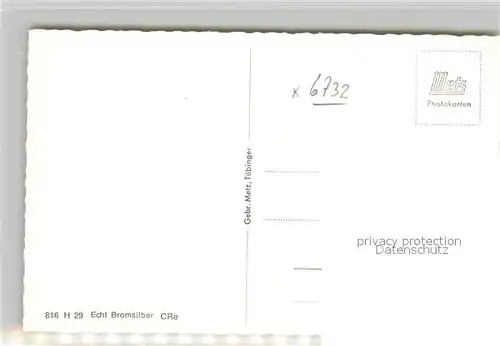 x 6732
Metz
Photokarten
Gebr. Metz, Tübingen
privacy protection
Datenschutz
816 H 29 Echt Bromsilber CRe